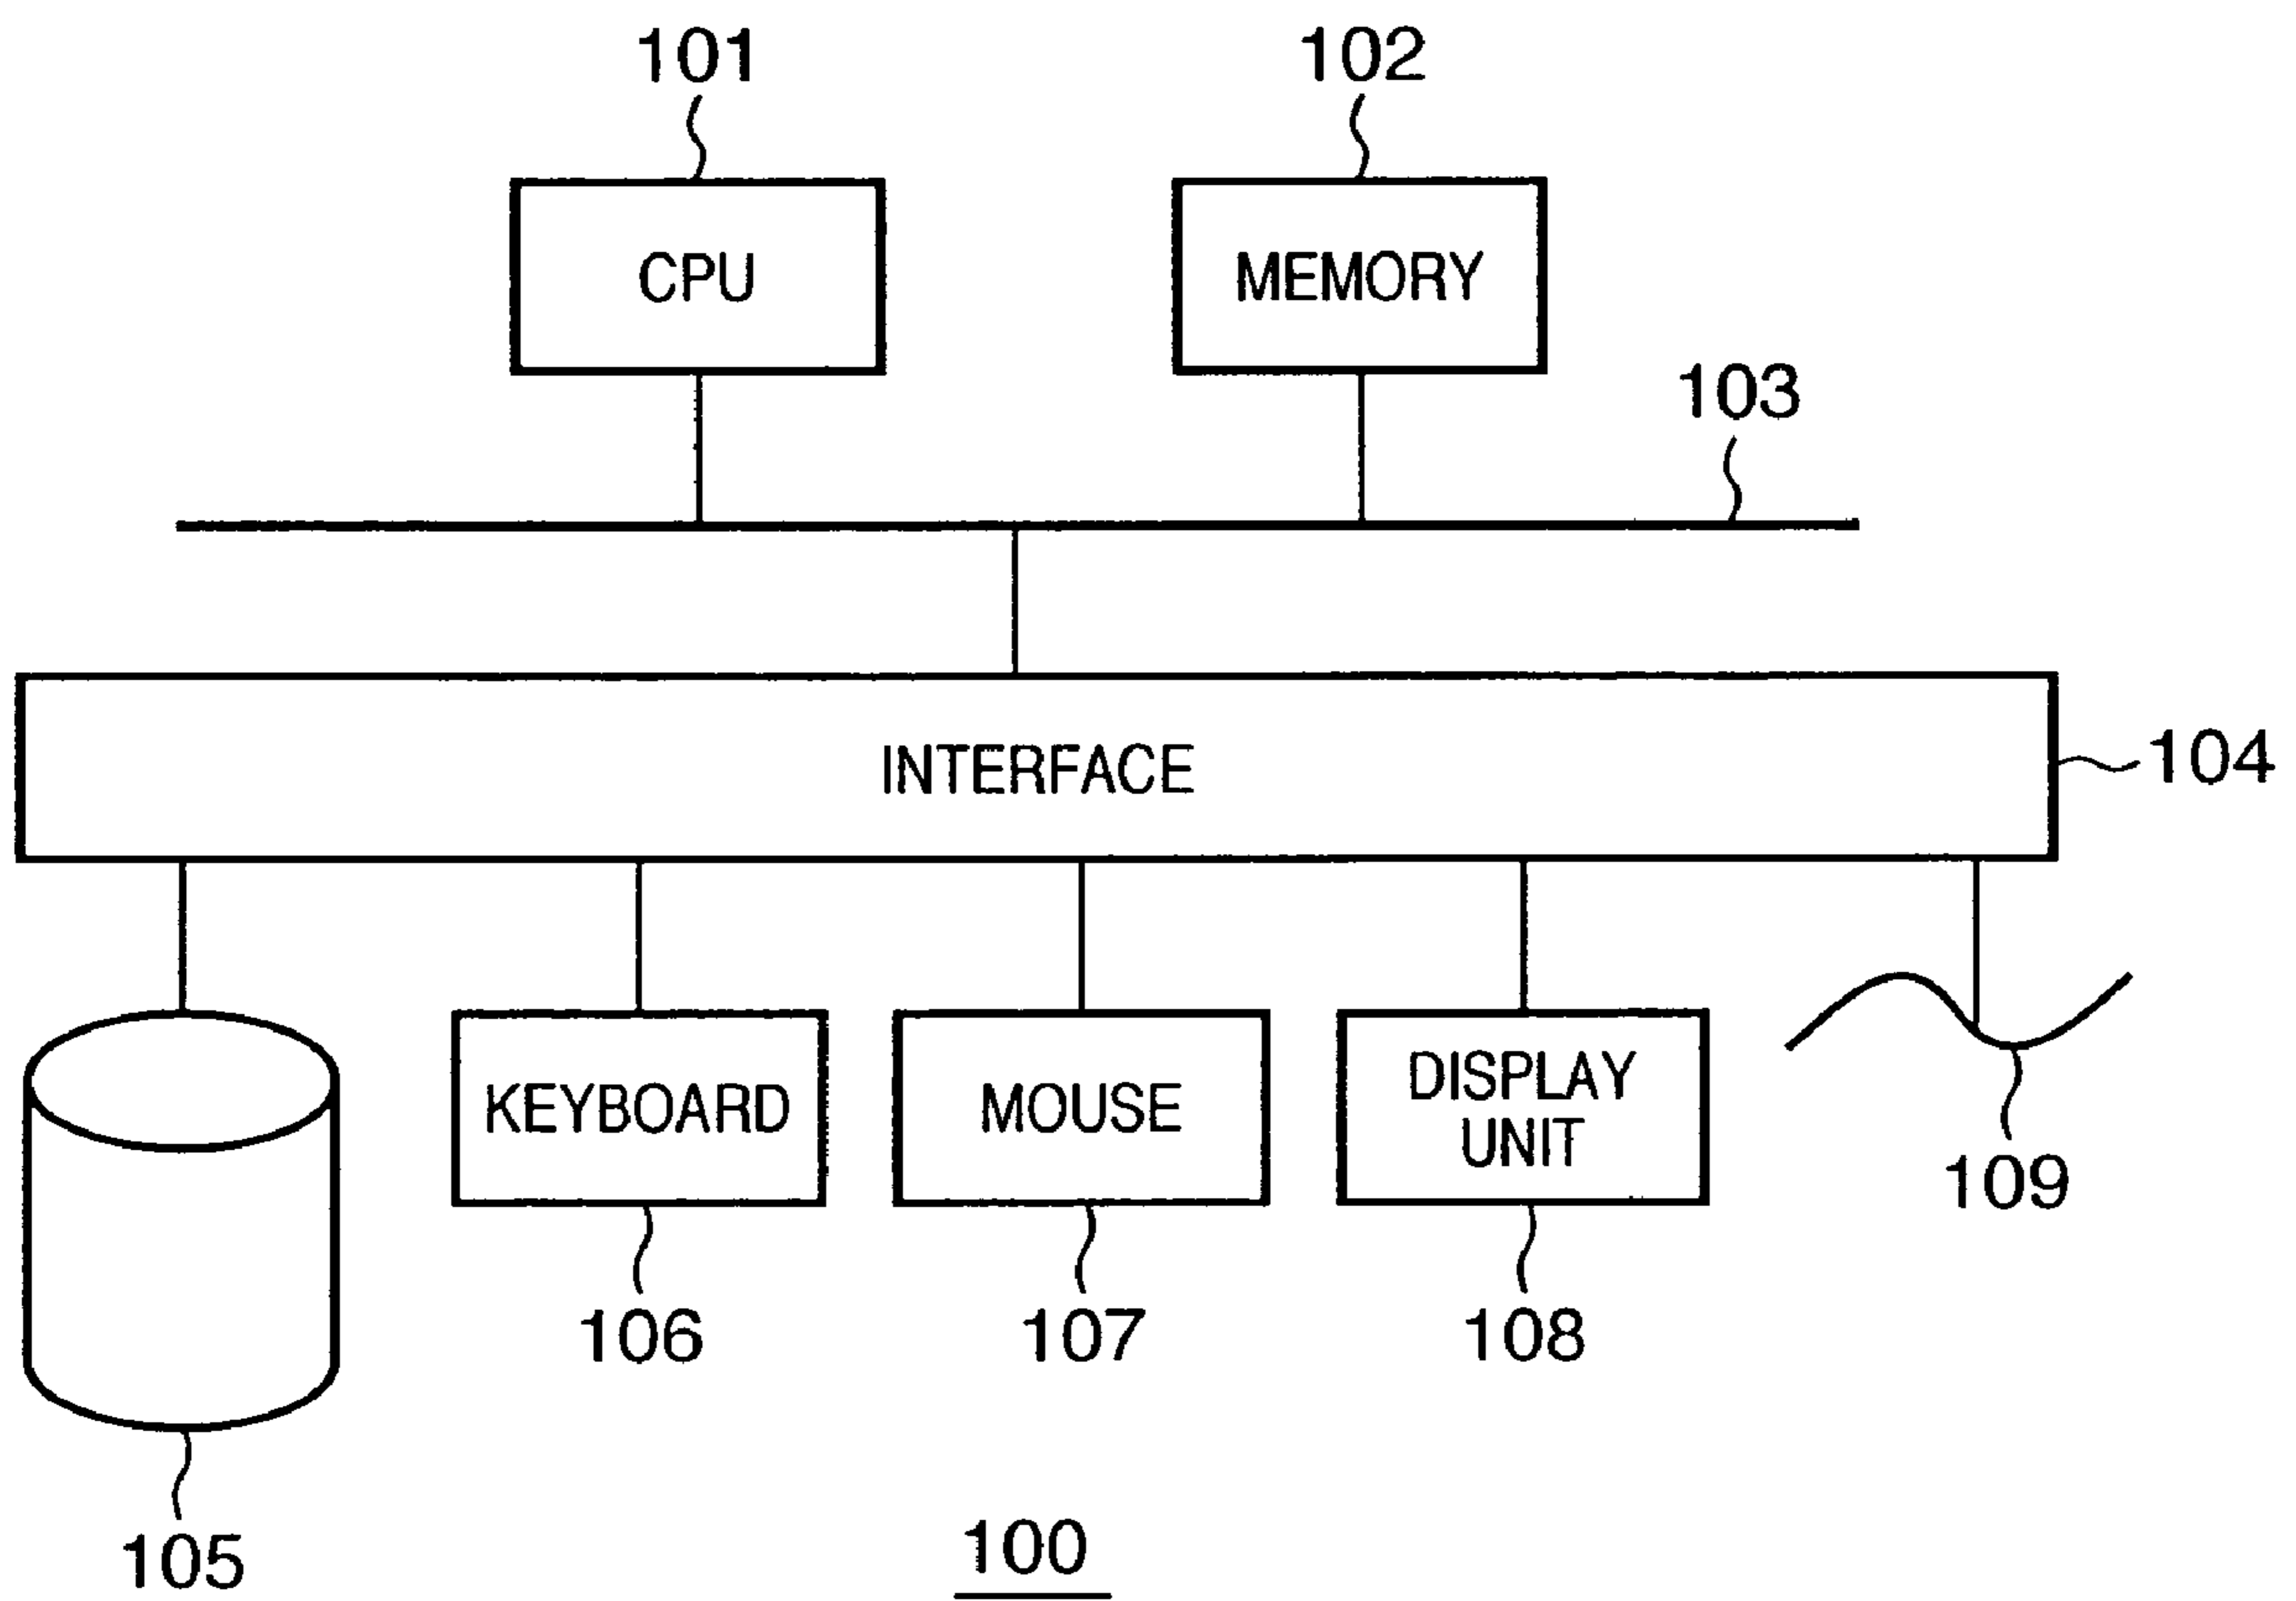 101
102
CPU
MEMORY
103
INTERFACE
104
KEYBOARD
MOUSE
DISPLAY
UNIT
109
106
107
108
105
100